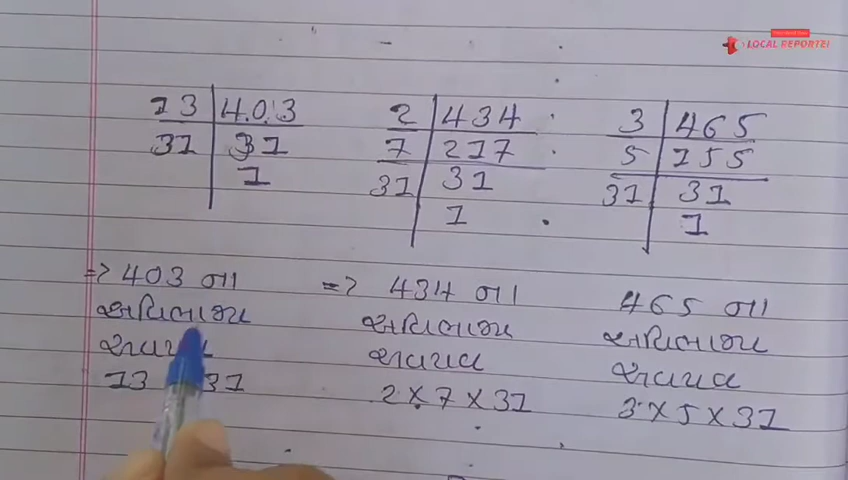 LOCAL REPORTER
13 | 403
31 | 31
1
2 | 434
7 | 217
31 | 31
1
3 | 465
5 | 155
31 | 31
1
=> 403 ના
અવિભાજ્ય
અવયવ
13 31
=> 434 ના
અવિભાજ્ય
અવયવ
2 × 7 × 31
465 ના
અવિભાજ્ય
અવયવ
3 × 5 × 31